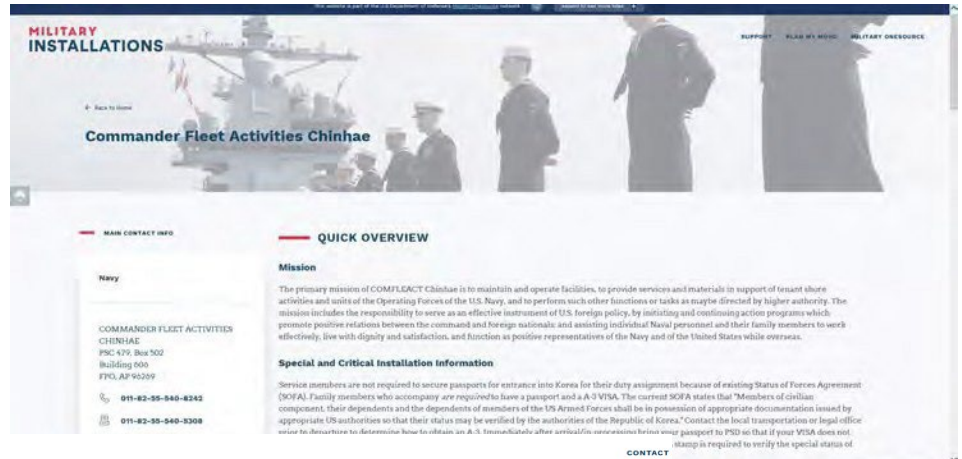 This website is part of the U.S Department of Defense's Military OneSource network
MILITARY
INSTALLATIONS
SUPPORT PLAN MY MOVE MILITARY ONESOURCE
Back to Home
Commander Fleet Activities Chinhae
MAIN CONTACT INFO
Navy
COMMANDER FLEET ACTIVITIES
CHINHAE
PSC 479, Box 502
Building 606
FPO, AP 96269
011-82-55-540-8242
011-82-55-540-5308
QUICK OVERVIEW
Mission
The primary mission of COMFLEACT Chinhae is to maintain and operate facilities, to provide services and materials in support of tenant shore
activities and units of the Operating Forces of the U.S. Navy, and to perform such other functions or tasks as maybe directed by higher authority. The
mission includes the responsibility to serve as an effective instrument of U.S. foreign policy, by initiating and continuing action programs which
promote positive relations between the command and foreign nationals: and assisting individual Naval personnel and their family members to work
effectively, live with dignity and satisfaction, and function as positive representatives of the Navy and of the United States while overseas.
Special and Critical Installation Information
Service members are not required to secure passports for entrance into Korea for their duty assignment because of existing Status of Forces Agreement
(SOFA). Family members who accompany are required to have a passport and a A-3 VISA. The current SOFA states that "Members of civilian
component, their dependents and the dependents of members of the US Armed Forces shall be in possession of appropriate documentation issued by
appropriate US authorities so that their status may be verified by the authorities of the Republic of Korea." Contact the local transportation or legal office
prior to departure to determine how to obtain an A-3. Immediately after arrival/in processing bring your passport to PSD so that if your VISA does not
stamp is required to verify the special status of
CONTACT